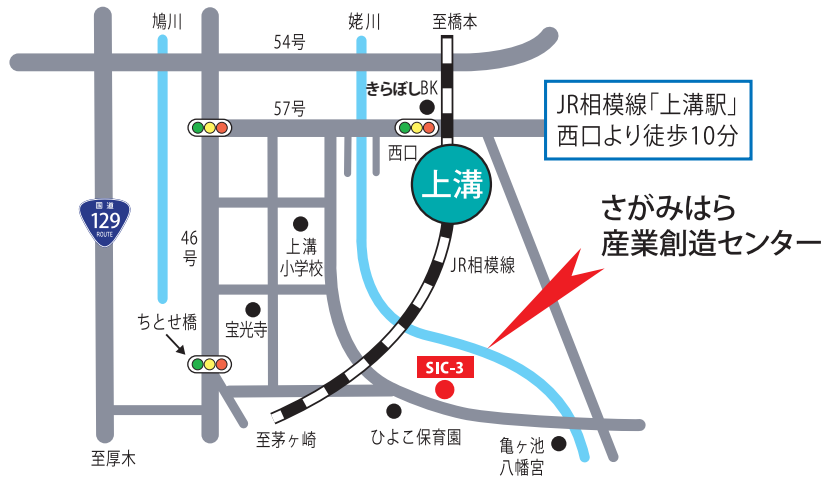 鳩川
姥川
至橋本
54号
きらぼしBK
57号
JR相模線「上溝駅」
西口より徒歩10分
西口
上溝
国道
129
ROUTE
さがみはら
産業創造センター
46
号
上溝
小学校
JR相模線
ちとせ橋
宝光寺
SIC-3
至茅ヶ崎
ひよこ保育園
至厚木
亀ヶ池
八幡宮